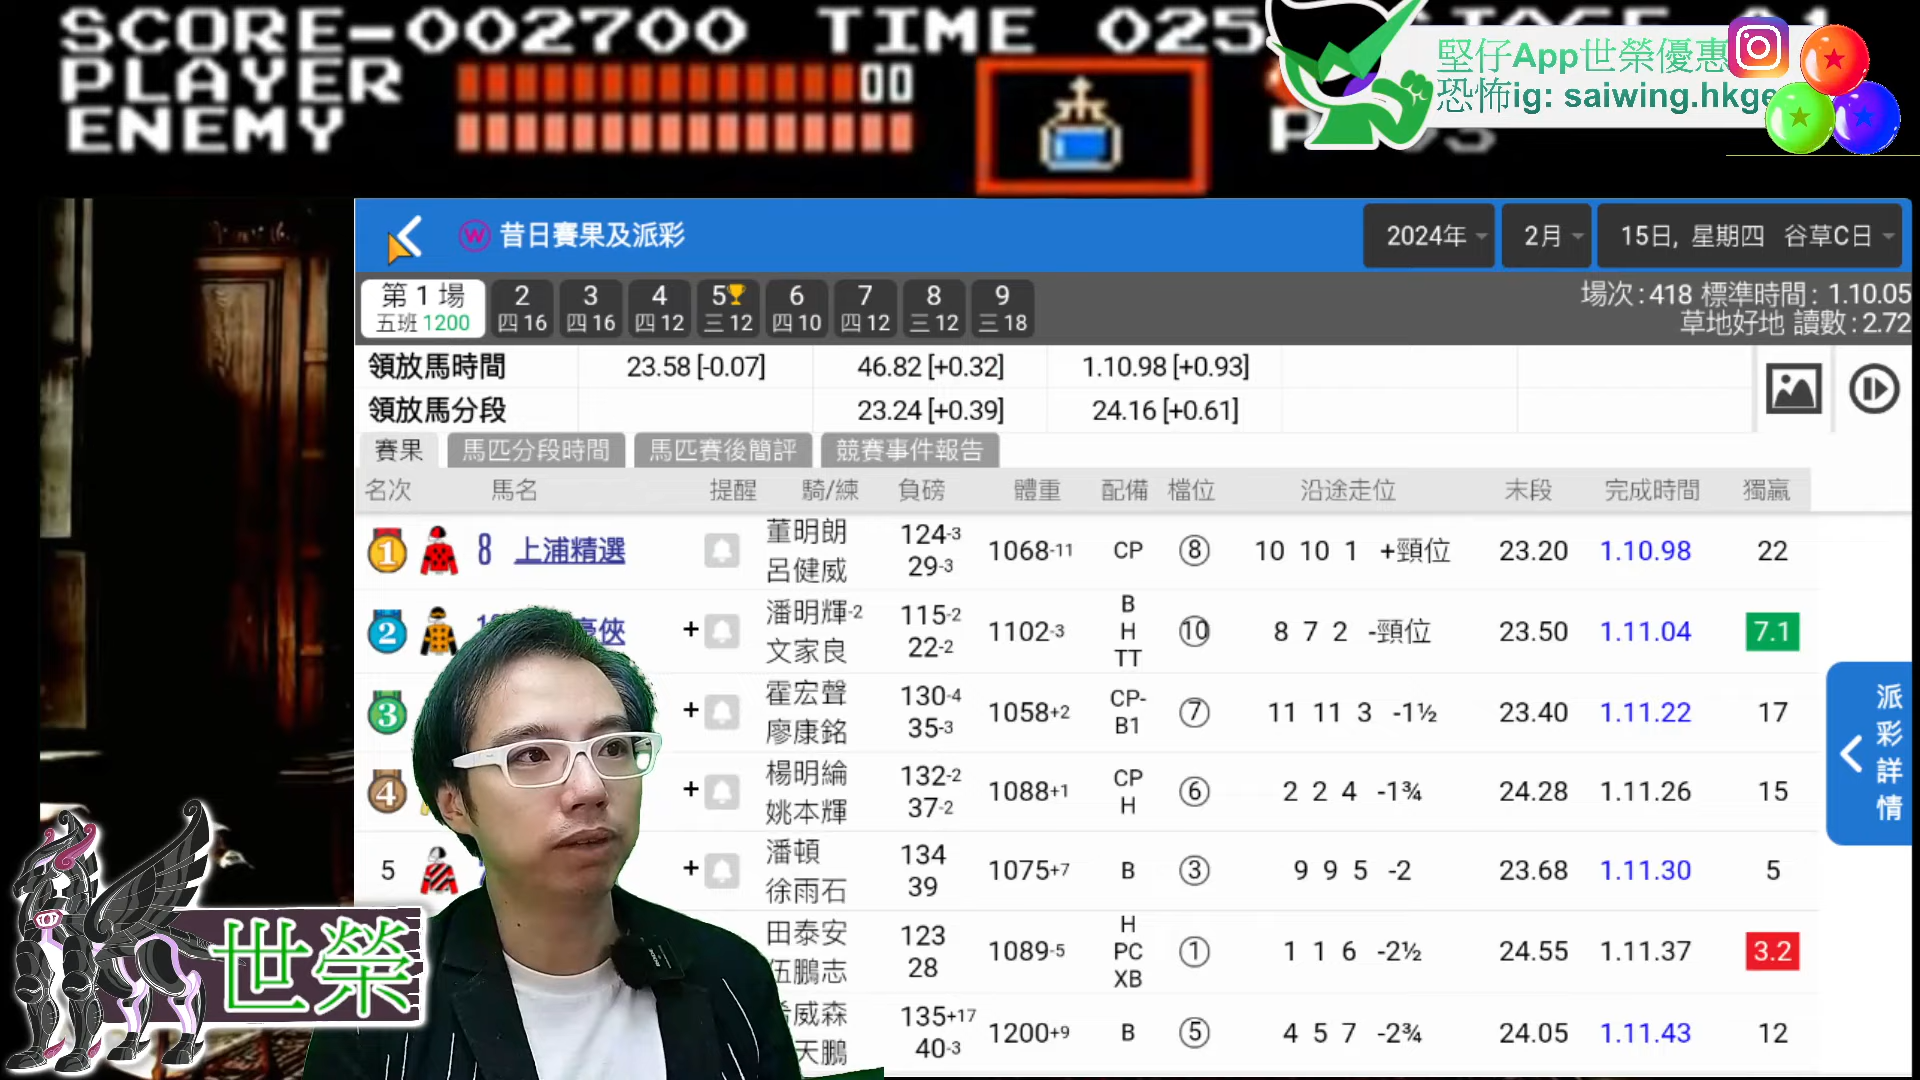 SCORE-002700 TIME 025
PLAYER
ENEMY
堅仔App世榮優惠
恐怖ig: saiwing.hkge
昔日賽果及派彩
2024年 2月 15日, 星期四 谷草C日
第 1 場 2 3 4 5 6 7 8 9
五班 1200 四 16 四 16 四 12 三 12 四 10 四 12 三 12 三 18
場次 : 418 標準時間 : 1.10.05
草地好地 讀數 : 2.72
領放馬時間 23.58 [-0.07] 46.82 [+0.32] 1.10.98 [+0.93]
領放馬分段 23.24 [+0.39] 24.16 [+0.61]
賽果 馬匹分段時間 馬匹賽後簡評 競賽事件報告
名次 馬名 提醒 騎/練 負磅 體重 配備 檔位 沿途走位 末段 完成時間 獨贏
1 8 上浦精選 董明朗 呂健威 124-3 29-3 1068-11 CP 8 10 10 1 +頸位 23.20 1.10.98 22
2 俠 + 潘明輝-2 文家良 115-2 22-2 1102-3 B H TT 10 8 7 2 -頸位 23.50 1.11.04 7.1
3 + 霍宏聲 廖康銘 130-4 35-3 1058+2 CP- B1 7 11 11 3 -1½ 23.40 1.11.22 17
4 + 楊明綸 姚本輝 132-2 37-2 1088+1 CP H 6 2 2 4 -1¾ 24.28 1.11.26 15
5 + 潘頓 徐雨石 134 39 1075+7 B 3 9 9 5 -2 23.68 1.11.30 5
田泰安 伍鵬志 123 28 1089-5 H PC XB 1 1 1 6 -2½ 24.55 1.11.37 3.2
威森 天鵬 135+17 40-3 1200+9 B 5 4 5 7 -2¾ 24.05 1.11.43 12
派彩詳情
世榮